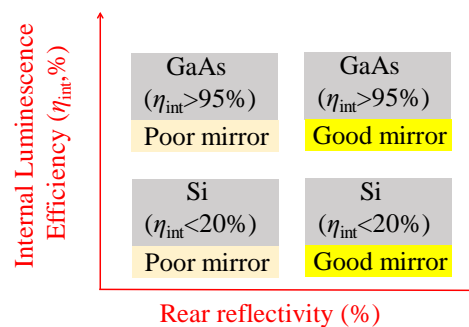 Internal Luminescence
Efficiency (ηint,%)
GaAs
(ηint>95%)
Poor mirror
GaAs
(ηint>95%)
Good mirror
Si
(ηint<20%)
Poor mirror
Si
(ηint<20%)
Good mirror
Rear reflectivity (%)